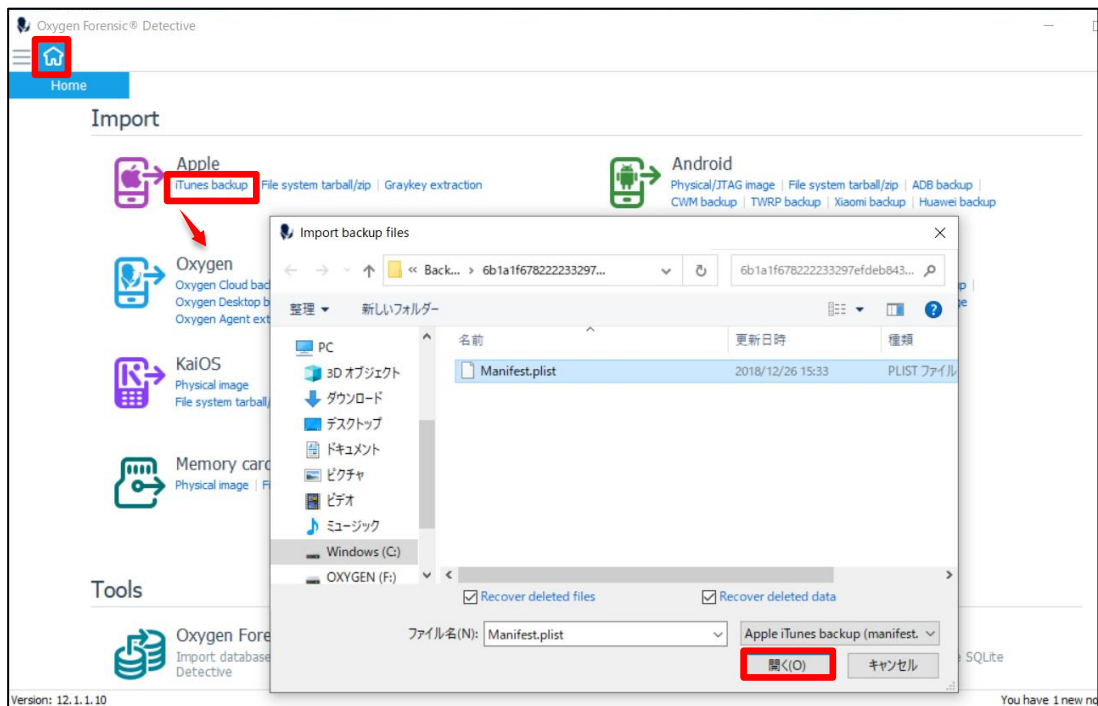 Oxygen Forensic® Detective
Home
Import
Apple
iTunes backup | File system tarball/zip | Graykey extraction
Android
Physical/JTAG image | File system tarball/zip | ADB backup |
CWM backup | TWRP backup | Xiaomi backup | Huawei backup
Import backup files
« Back... › 6b1a1f678222233297...
6b1a1f678222233297efdeb843...
Oxygen
Oxygen Cloud bac
Oxygen Desktop b
Oxygen Agent ext
整理
新しいフォルダー
PC
3D オブジェクト
ダウンロード
デスクトップ
ドキュメント
ピクチャ
ビデオ
ミュージック
Windows (C:)
OXYGEN (F:)
名前
更新日時
種類
Manifest.plist
2018/12/26 15:33
PLIST ファイル
KaiOS
Physical image
File system tarball/
Memory card
Physical image | Fi
Recover deleted files
Recover deleted data
ファイル名(N):
Manifest.plist
Apple iTunes backup (manifest.
開く(O)
キャンセル
Tools
Oxygen Fore
Import database
Detective
SQLite
Version: 12.1.1.10
You have 1 new no